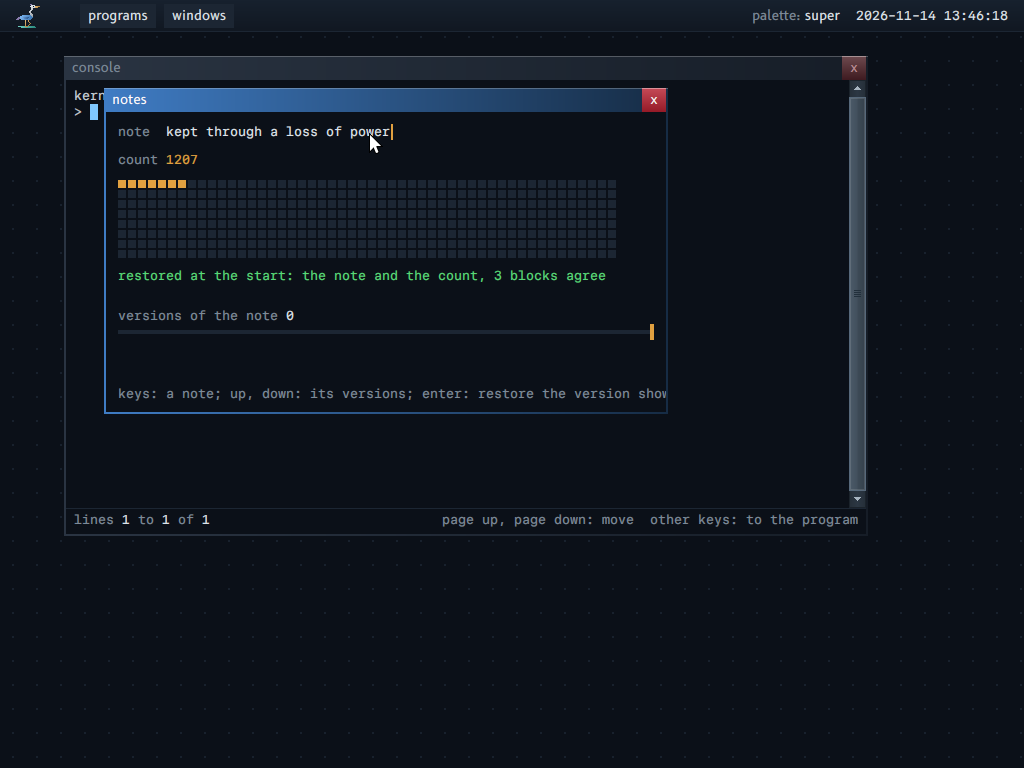 programs windows palette: super 2026-11-14 13:46:18
console x
kern
>
notes x
note kept through a loss of power
count 1207
restored at the start: the note and the count, 3 blocks agree
versions of the note 0
keys: a note; up, down: its versions; enter: restore the version show
lines 1 to 1 of 1 page up, page down: move other keys: to the program